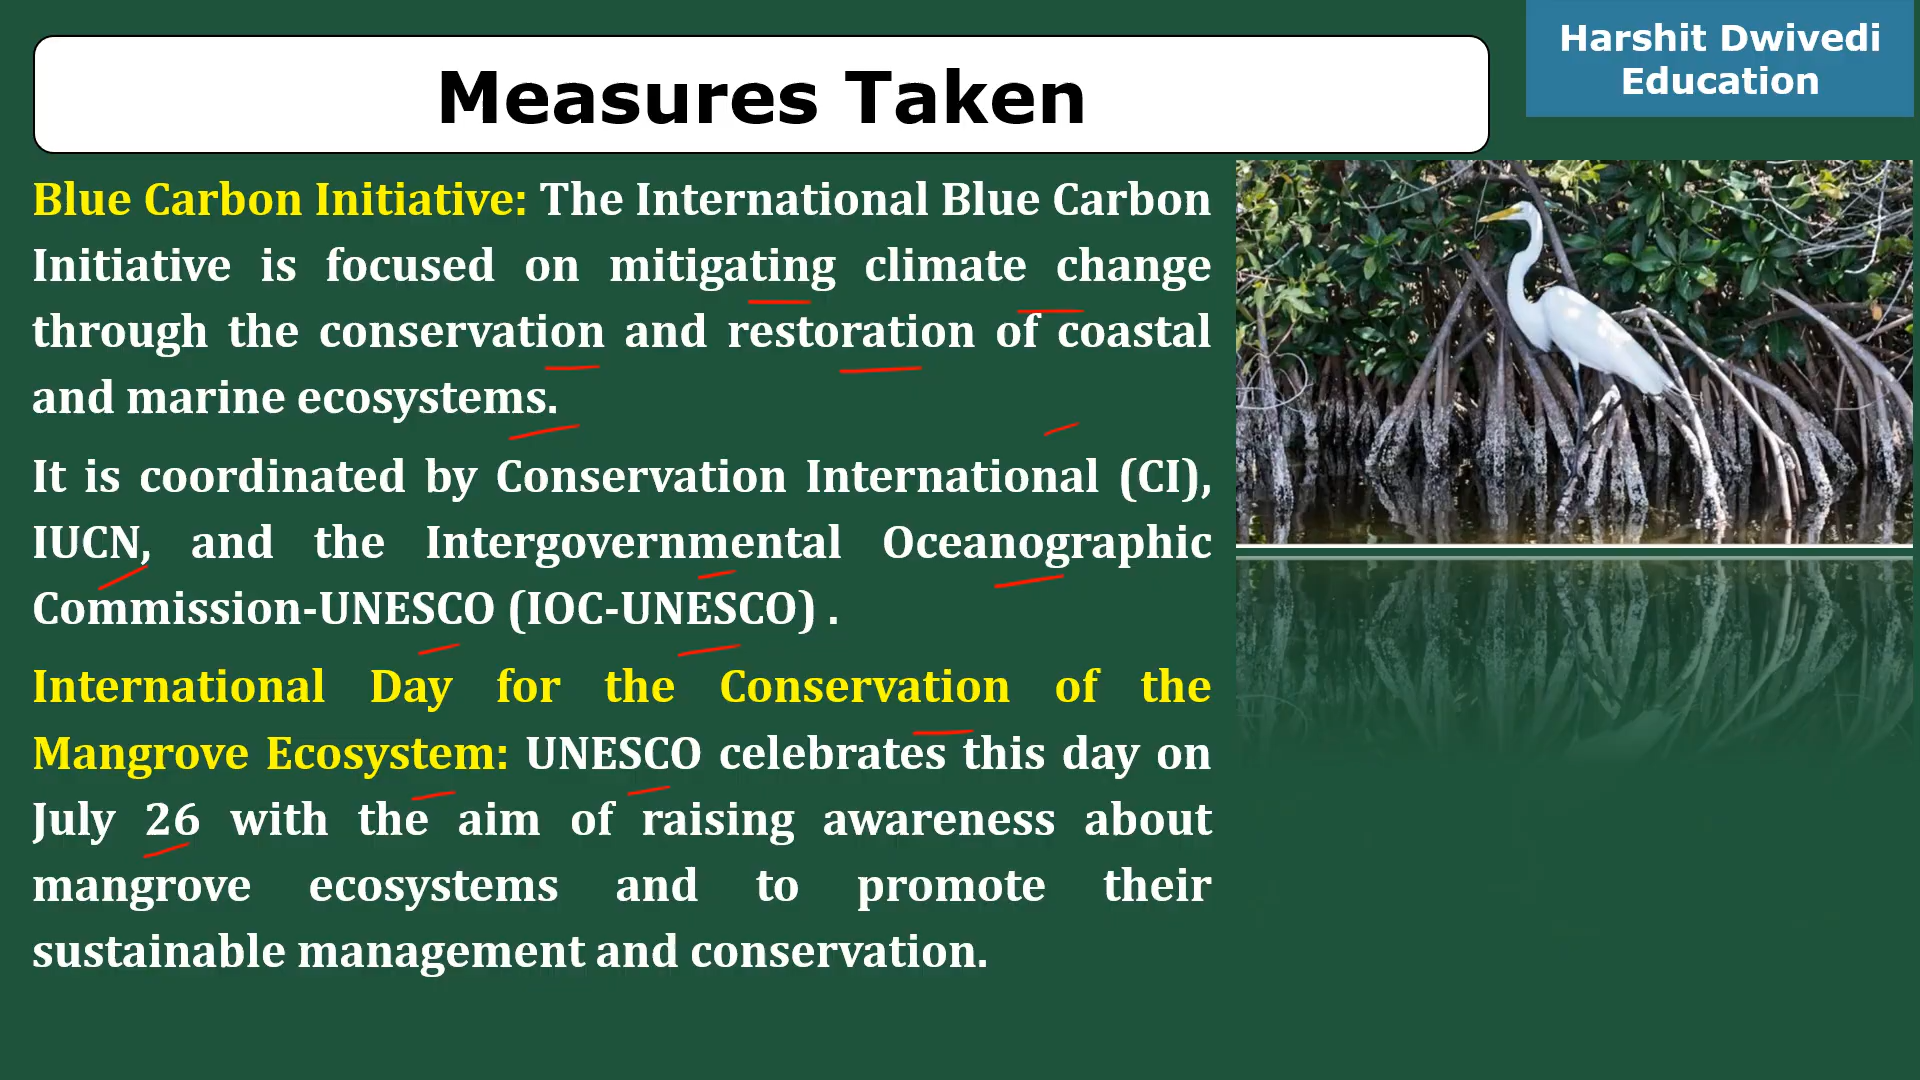 Measures Taken
Harshit Dwivedi
Education
Blue Carbon Initiative: The International Blue Carbon
Initiative is focused on mitigating climate change
through the conservation and restoration of coastal
and marine ecosystems.
It is coordinated by Conservation International (CI),
IUCN, and the Intergovernmental Oceanographic
Commission-UNESCO (IOC-UNESCO) .
International Day for the Conservation of the
Mangrove Ecosystem: UNESCO celebrates this day on
July 26 with the aim of raising awareness about
mangrove ecosystems and to promote their
sustainable management and conservation.